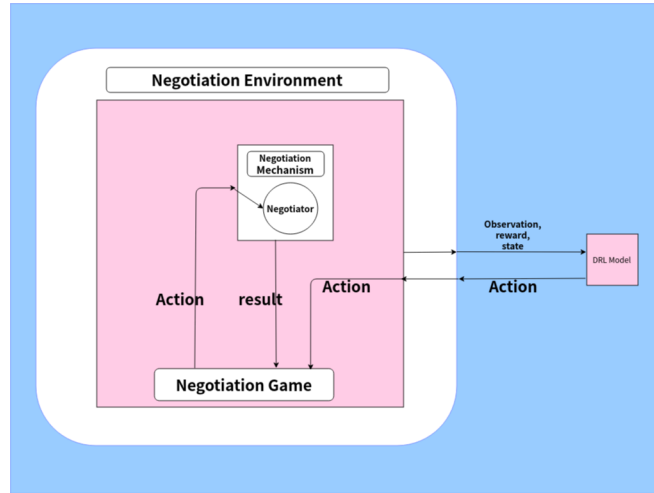 Negotiation Environment
Negotiation
Mechanism
Negotiator
Observation,
reward,
state
DRL Model
Action
result
Action
Action
Negotiation Game